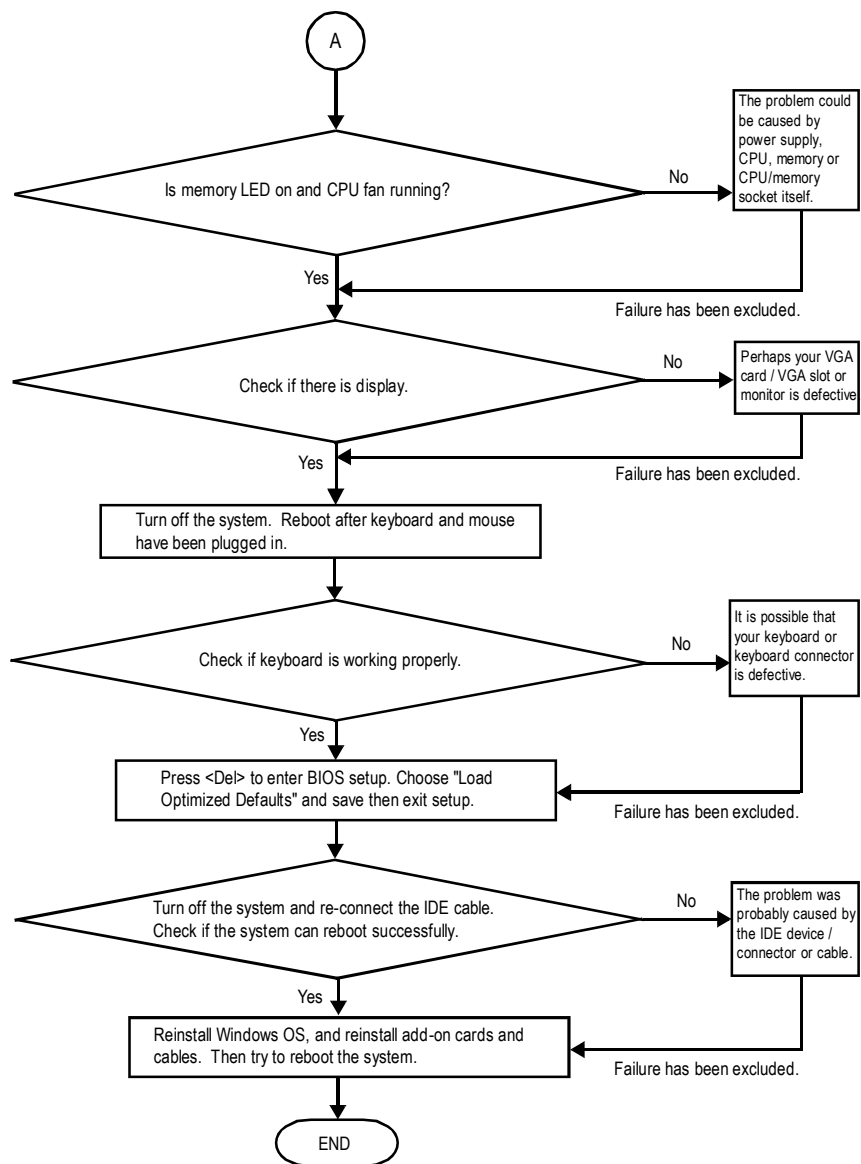 A
Is memory LED on and CPU fan running?
No
The problem could
be caused by
power supply,
CPU, memory or
CPU/memory
socket itself.
Yes
Failure has been excluded.
Check if there is display.
No
Perhaps your VGA
card / VGA slot or
monitor is defective
Yes
Failure has been excluded.
Turn off the system. Reboot after keyboard and mouse
have been plugged in.
Check if keyboard is working properly.
No
It is possible that
your keyboard or
keyboard connector
is defective.
Yes
Press <Del> to enter BIOS setup. Choose "Load
Optimized Defaults" and save then exit setup.
Failure has been excluded.
Turn off the system and re-connect the IDE cable.
Check if the system can reboot successfully.
No
The problem was
probably caused by
the IDE device /
connector or cable.
Yes
Reinstall Windows OS, and reinstall add-on cards and
cables. Then try to reboot the system.
Failure has been excluded.
END